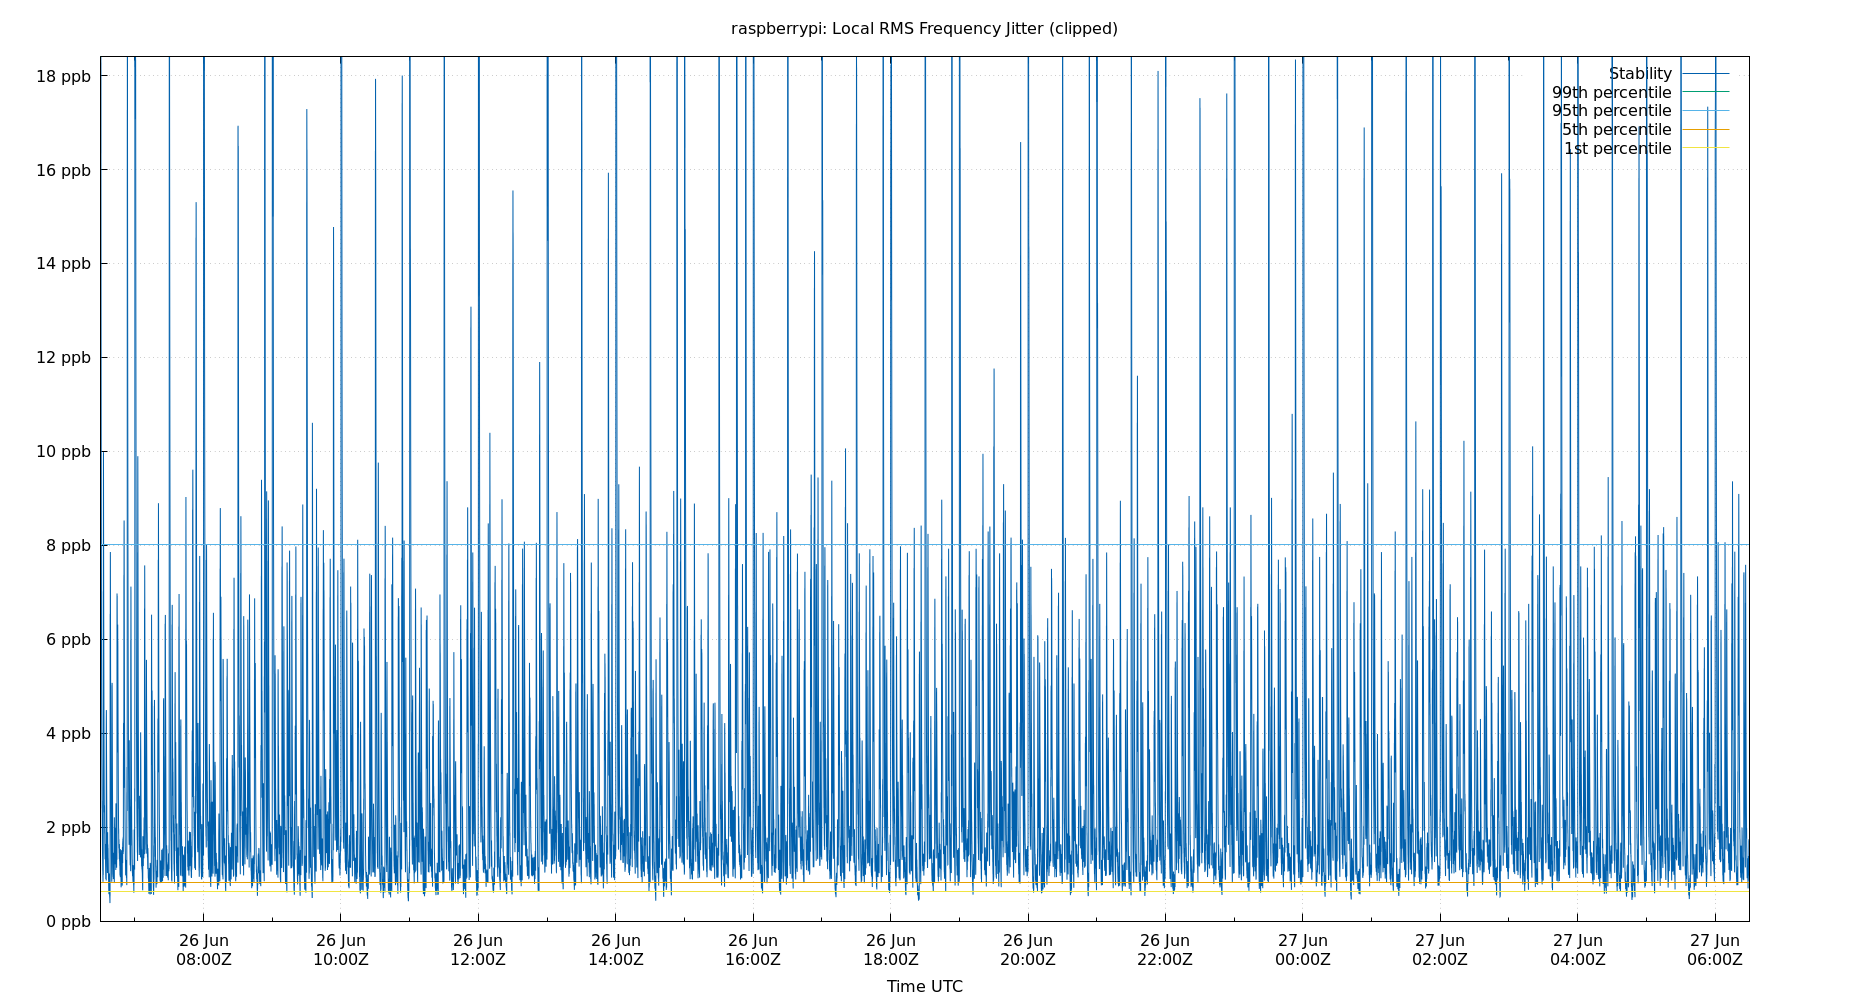 raspberrypi: Local RMS Frequency Jitter (clipped)
18 ppb
16 ppb
14 ppb
12 ppb
10 ppb
8 ppb
6 ppb
4 ppb
2 ppb
0 ppb
Stability
99th percentile
95th percentile
5th percentile
1st percentile
26 Jun
08:00Z
26 Jun
10:00Z
26 Jun
12:00Z
26 Jun
14:00Z
26 Jun
16:00Z
26 Jun
18:00Z
26 Jun
20:00Z
26 Jun
22:00Z
27 Jun
00:00Z
27 Jun
02:00Z
27 Jun
04:00Z
27 Jun
06:00Z
Time UTC